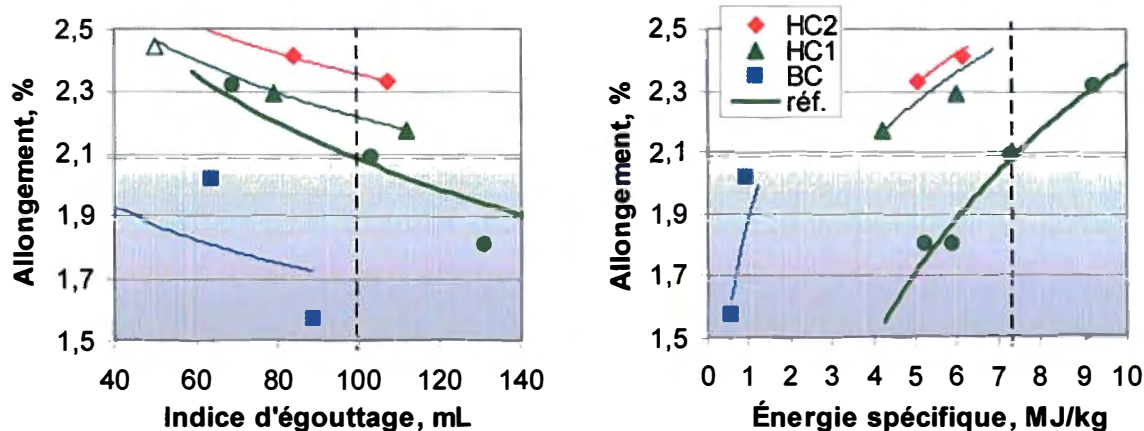 Allongement, %
2,5
2,3
2,1
1,9
1,7
1,5
40 60 80 100 120 140
Indice d'égouttage, mL
Allongement, %
2,5
2,3
2,1
1,9
1,7
1,5
0 1 2 3 4 5 6 7 8 9 10
Énergie spécifique, MJ/kg
HC2
HC1
BC
réf.